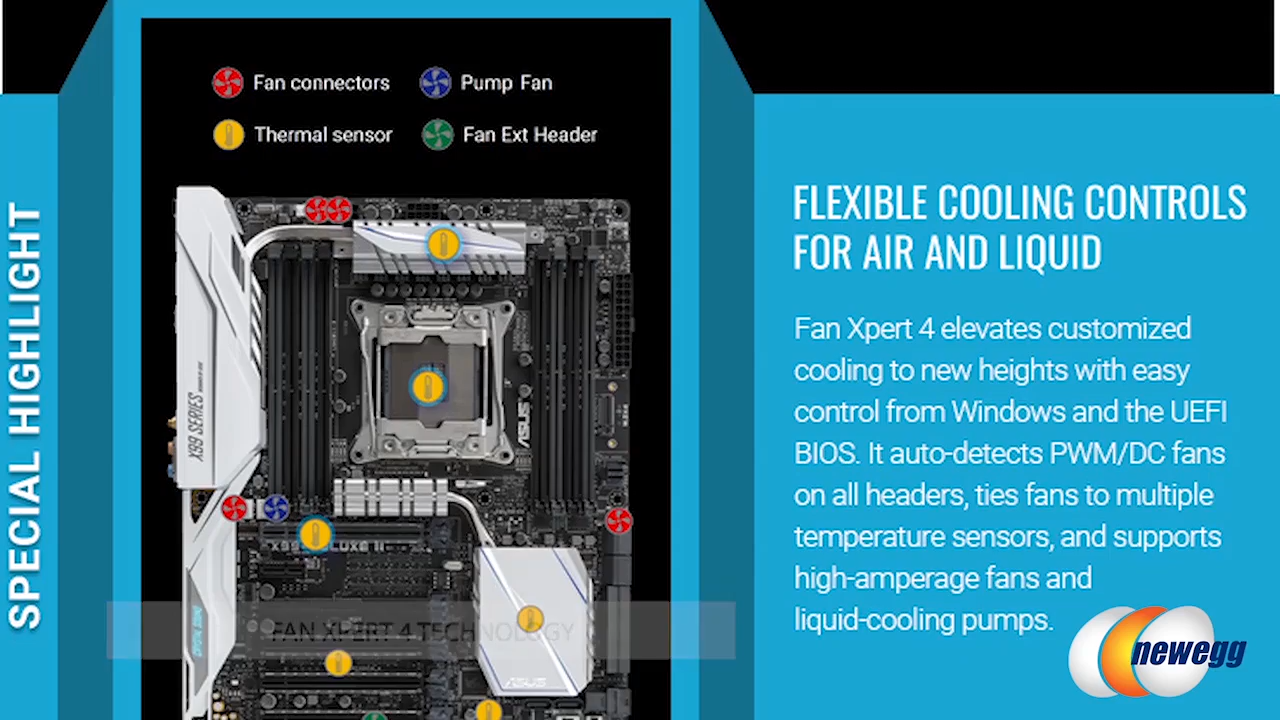 Fan connectors
Pump Fan
Thermal sensor
Fan Ext Header
SPECIAL HIGHLIGHT
FLEXIBLE COOLING CONTROLS
FOR AIR AND LIQUID
Fan Xpert 4 elevates customized
cooling to new heights with easy
control from Windows and the UEFI
BIOS. It auto-detects PWM/DC fans
on all headers, ties fans to multiple
temperature sensors, and supports
high-amperage fans and
liquid-cooling pumps.
X99 SERIES
ASUS
FAN XPERT 4 TECHNOLOGY
ASUS
newegg